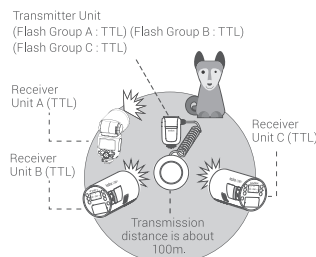 Transmitter Unit
(Flash Group A : TTL) (Flash Group B : TTL)
(Flash Group C : TTL)
Receiver
Unit A (TTL)
Receiver
Unit B (TTL)
Receiver
Unit C (TTL)
Transmission
distance is about
100m.